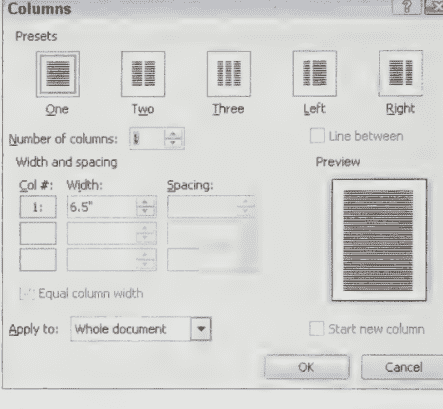 Columns
Presets
One Two Three Left Right
Number of columns:
Line between
Width and spacing
Preview
Col #: Width: Spacing:
1: 6.5"
Equal column width
Apply to: Whole document
Start new column
OK Cancel